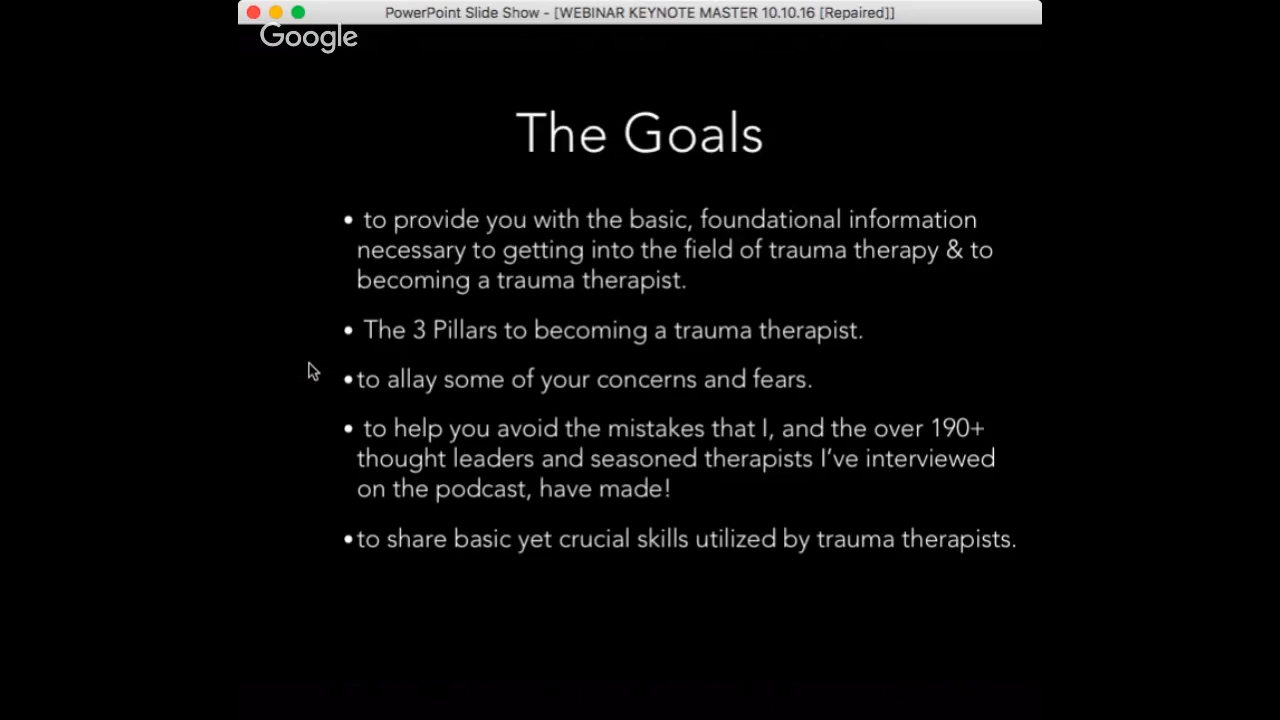 PowerPoint Slide Show - [WEBINAR KEYNOTE MASTER 10.10.16 [Repaired]]
Google
The Goals
• to provide you with the basic, foundational information
necessary to getting into the field of trauma therapy & to
becoming a trauma therapist.
• The 3 Pillars to becoming a trauma therapist.
• to allay some of your concerns and fears.
• to help you avoid the mistakes that I, and the over 190+
thought leaders and seasoned therapists I've interviewed
on the podcast, have made!
• to share basic yet crucial skills utilized by trauma therapists.